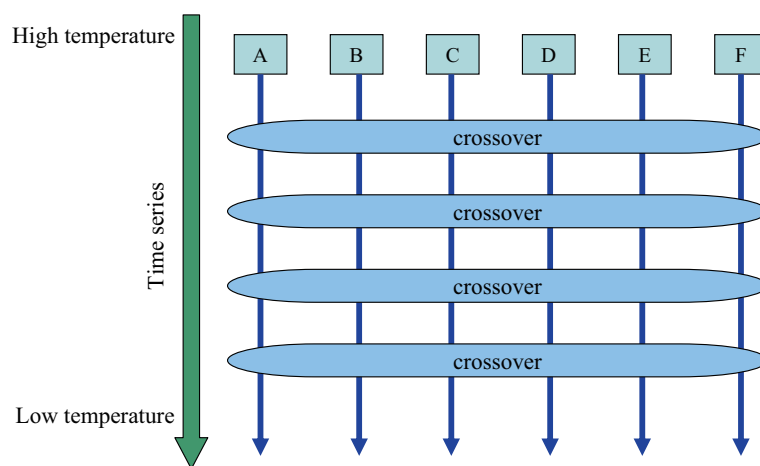 High temperature
A B C D E F
crossover
crossover
Time series
crossover
crossover
Low temperature